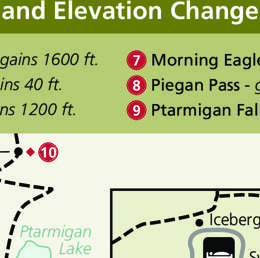 and Elevation Change
gains 1600 ft.
ins 40 ft.
ns 1200 ft.
7 Morning Eagle
8 Piegan Pass - g
9 Ptarmigan Fal
10
Iceberg
Ptarmigan
Lake